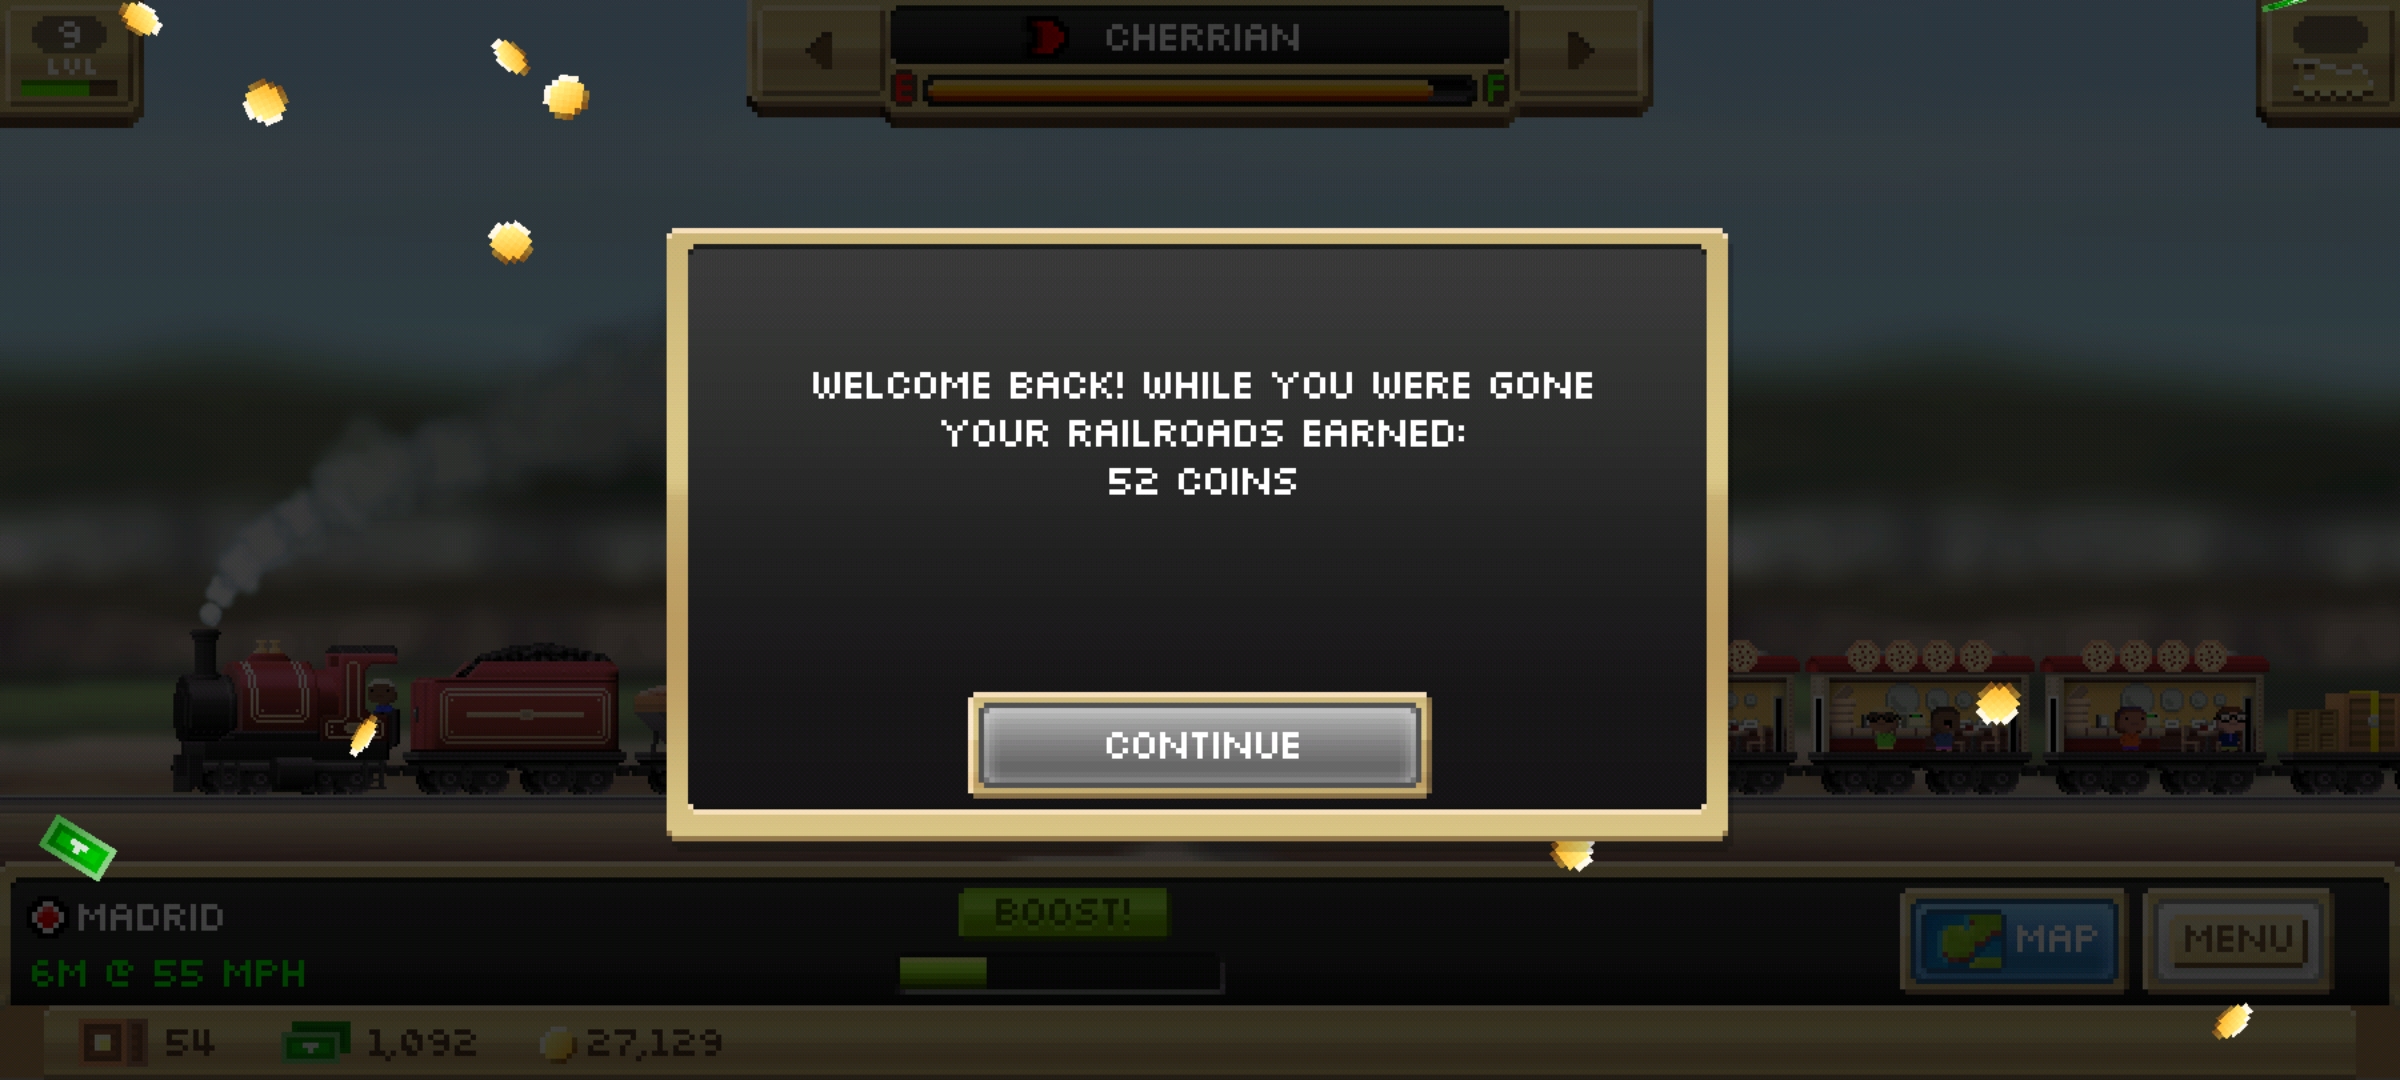 9
LVL
CHERRIAN
E
F
WELCOME BACK! WHILE YOU WERE GONE
YOUR RAILROADS EARNED:
52 COINS
CONTINUE
MADRID
6M @ 55 MPH
BOOST!
MAP
MENU
54
1,092
27,129